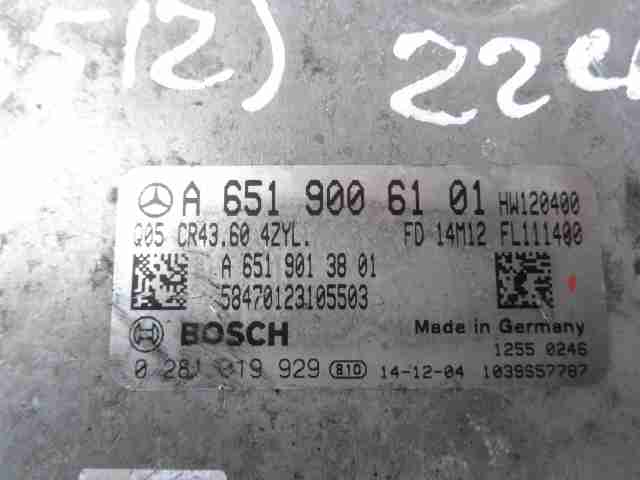 512) 22
A 651 900 61 01 HW120400
Q05 CR43.60 4ZYL. FD 14M12 FL111400
A 651 901 38 01
58470123105503
BOSCH Made in Germany
1255 0246
0 281 019 929 810 14-12-04 1039S57787